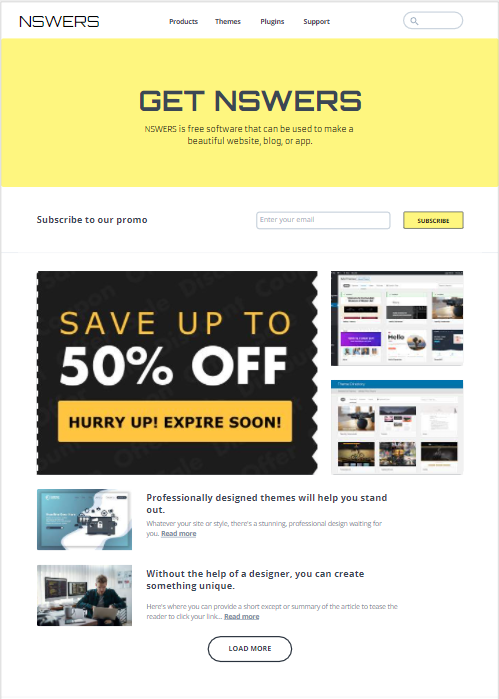 NSWERS
Products Themes Plugins Support
GET NSWERS
NSWERS is free software that can be used to make a
beautiful website, blog, or app.
Subscribe to our promo
Enter your email
SUBSCRIBE
SAVE UP TO
50% OFF
HURRY UP! EXPIRE SOON!
Hello
Theme Directory
Professionally designed themes will help you stand
out.
Whatever your site or style, there's a stunning, professional design waiting for
you. Read more
Without the help of a designer, you can create
something unique.
Here's where you can provide a short except or summary of the article to tease the
reader to click your link... Read more
LOAD MORE